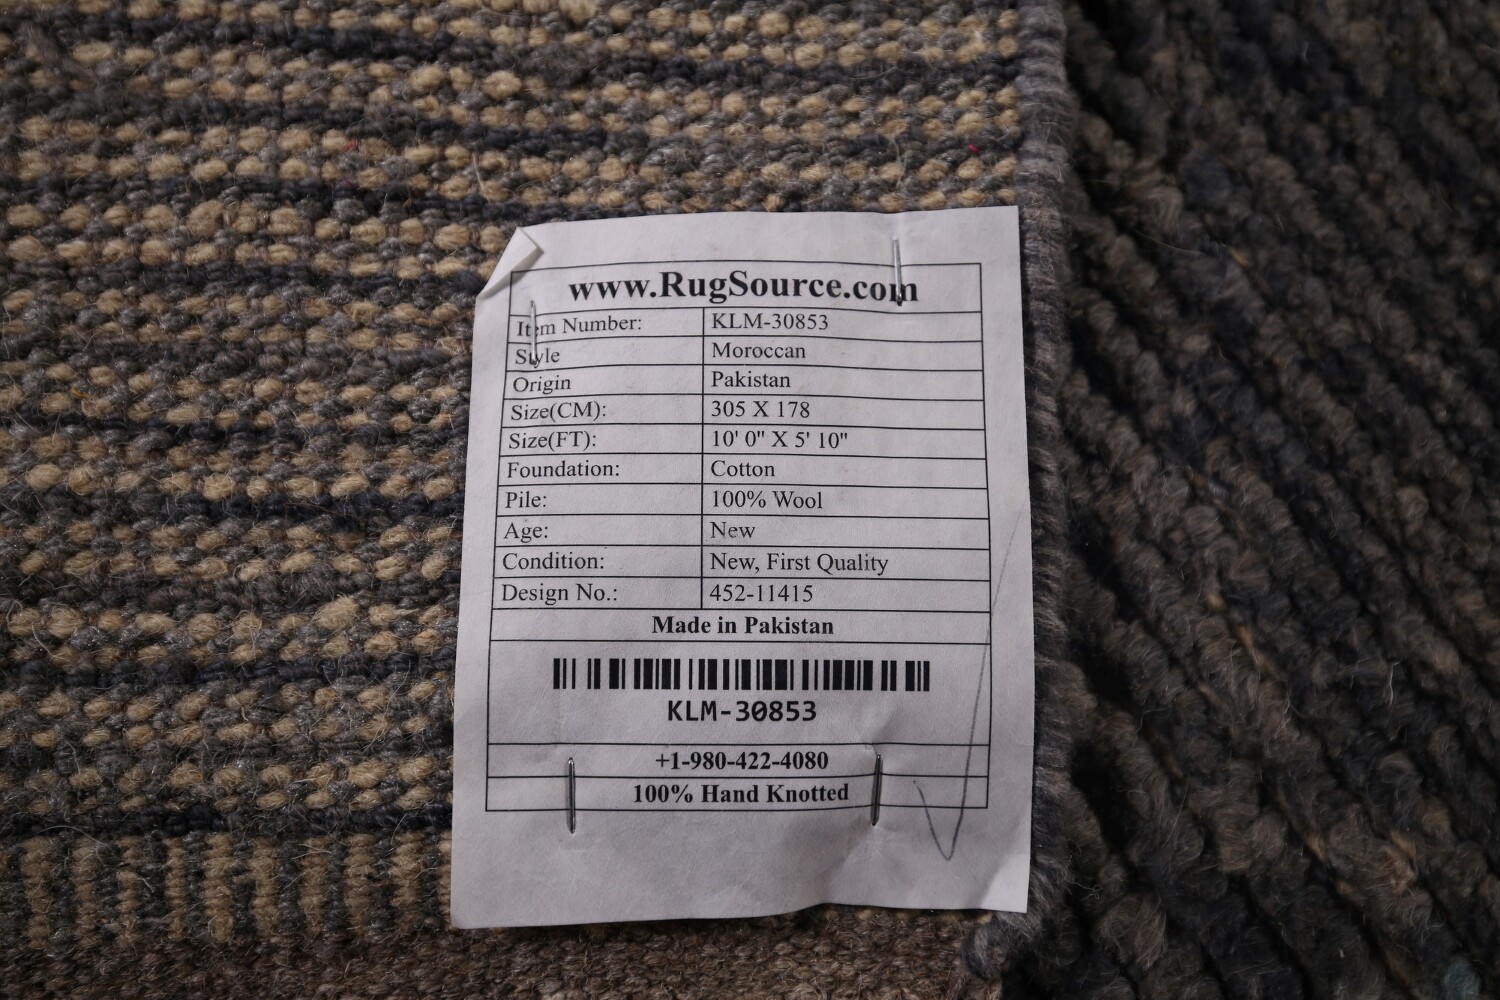 www.RugSource.com
Item Number: KLM-30853
Style Moroccan
Origin Pakistan
Size(CM): 305 X 178
Size(FT): 10' 0" X 5' 10"
Foundation: Cotton
Pile: 100% Wool
Age: New
Condition: New, First Quality
Design No.: 452-11415
Made in Pakistan
KLM-30853
+1-980-422-4080
100% Hand Knotted